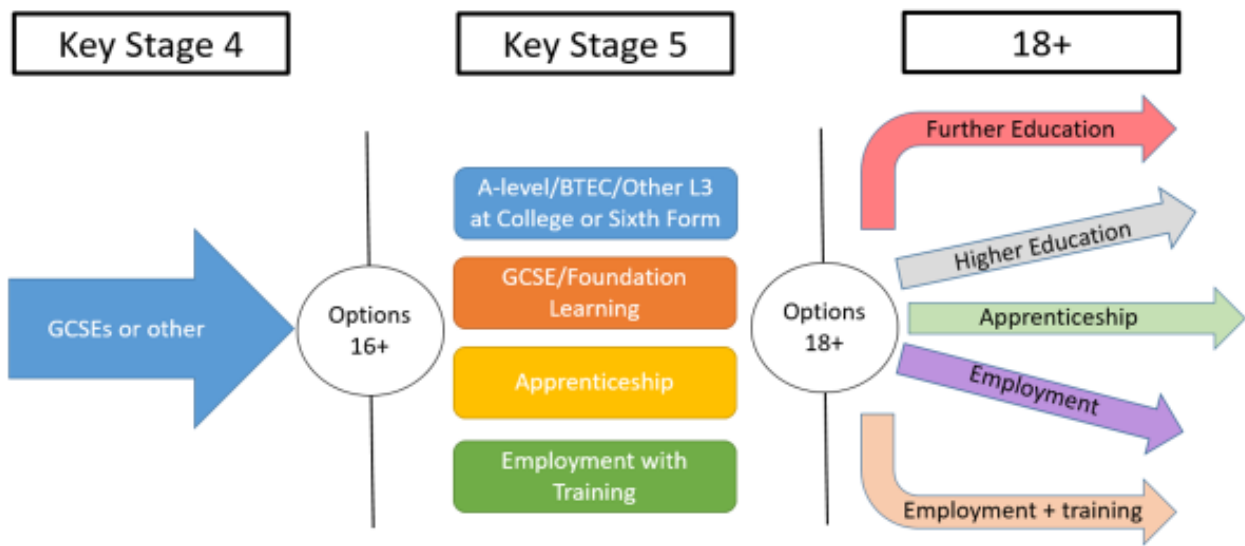 Key Stage 4
Key Stage 5
18+
GCSEs or other
Options
16+
A-level/BTEC/Other L3
at College or Sixth Form
GCSE/Foundation
Learning
Apprenticeship
Employment with
Training
Options
18+
Further Education
Higher Education
Apprenticeship
Employment
Employment + training